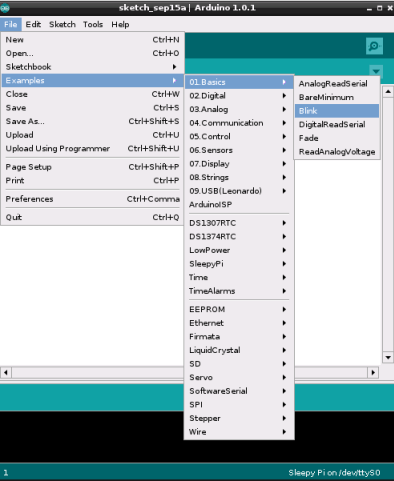 sketch_sep15a | Arduino 1.0.1
File Edit Sketch Tools Help
New Ctrl+N
Open... Ctrl+O
Sketchbook
Examples
Close Ctrl+W
Save Ctrl+S
Save As... Ctrl+Shift+S
Upload Ctrl+U
Upload Using Programmer Ctrl+Shift+U
Page Setup Ctrl+Shift+P
Print Ctrl+P
Preferences Ctrl+Comma
Quit Ctrl+Q
01.Basics
02.Digital
03.Analog
04.Communication
05.Control
06.Sensors
07.Display
08.Strings
09.USB(Leonardo)
ArduinoISP
DS1307RTC
DS1374RTC
LowPower
SleepyPi
Time
TimeAlarms
EEPROM
Ethernet
Firmata
LiquidCrystal
SD
Servo
SoftwareSerial
SPI
Stepper
Wire
AnalogReadSerial
BareMinimum
Blink
DigitalReadSerial
Fade
ReadAnalogVoltage
1 Sleepy Pi on /dev/ttyS0